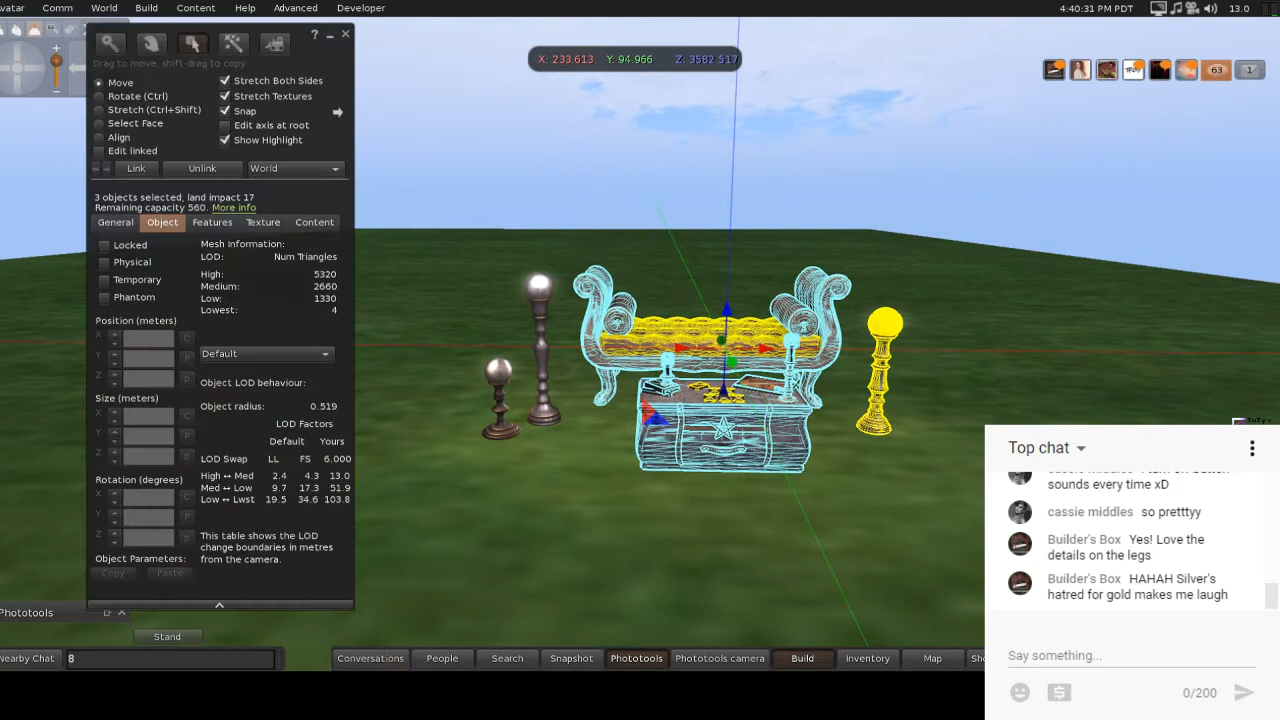 Avatar Comm World Build Content Help Advanced Developer 4:40:31 PM PDT 13.0
?
Drag to move, shift-drag to copy
Move
Rotate (Ctrl)
Stretch (Ctrl+Shift)
Select Face
Align
Edit linked
Stretch Both Sides
Stretch Textures
Snap
Edit axis at root
Show Highlight
Link Unlink World
3 objects selected, land impact 17
Remaining capacity 560. More info
General Object Features Texture Content
Locked
Physical
Temporary
Phantom
Position (meters)
X C
Y P
Z P
Size (meters)
X C
Y P
Z P
Rotation (degrees)
X C
Y P
Z P
Object Parameters:
Copy Paste
Mesh Information:
LOD: Num Triangles
High: 5320
Medium: 2660
Low: 1330
Lowest: 4
Default
Object LOD behaviour:
Object radius: 0.519
LOD Factors
Default Yours
LOD Swap LL FS 6.000
High ↔ Med 2.4 4.3 13.0
Med ↔ Low 9.7 17.3 51.9
Low ↔ Lwst 19.5 34.6 103.8
This table shows the LOD
change boundaries in metres
from the camera.
X: 233.613 Y: 94.966 Z: 3582.517
63 1
Top chat
sounds every time xD
cassie middles so pretttyy
Builder's Box Yes! Love the
details on the legs
Builder's Box HAHAH Silver's
hatred for gold makes me laugh
Say something...
0/200
Phototools
Stand
Nearby Chat 8
Conversations People Search Snapshot Phototools Phototools camera Build Inventory Map